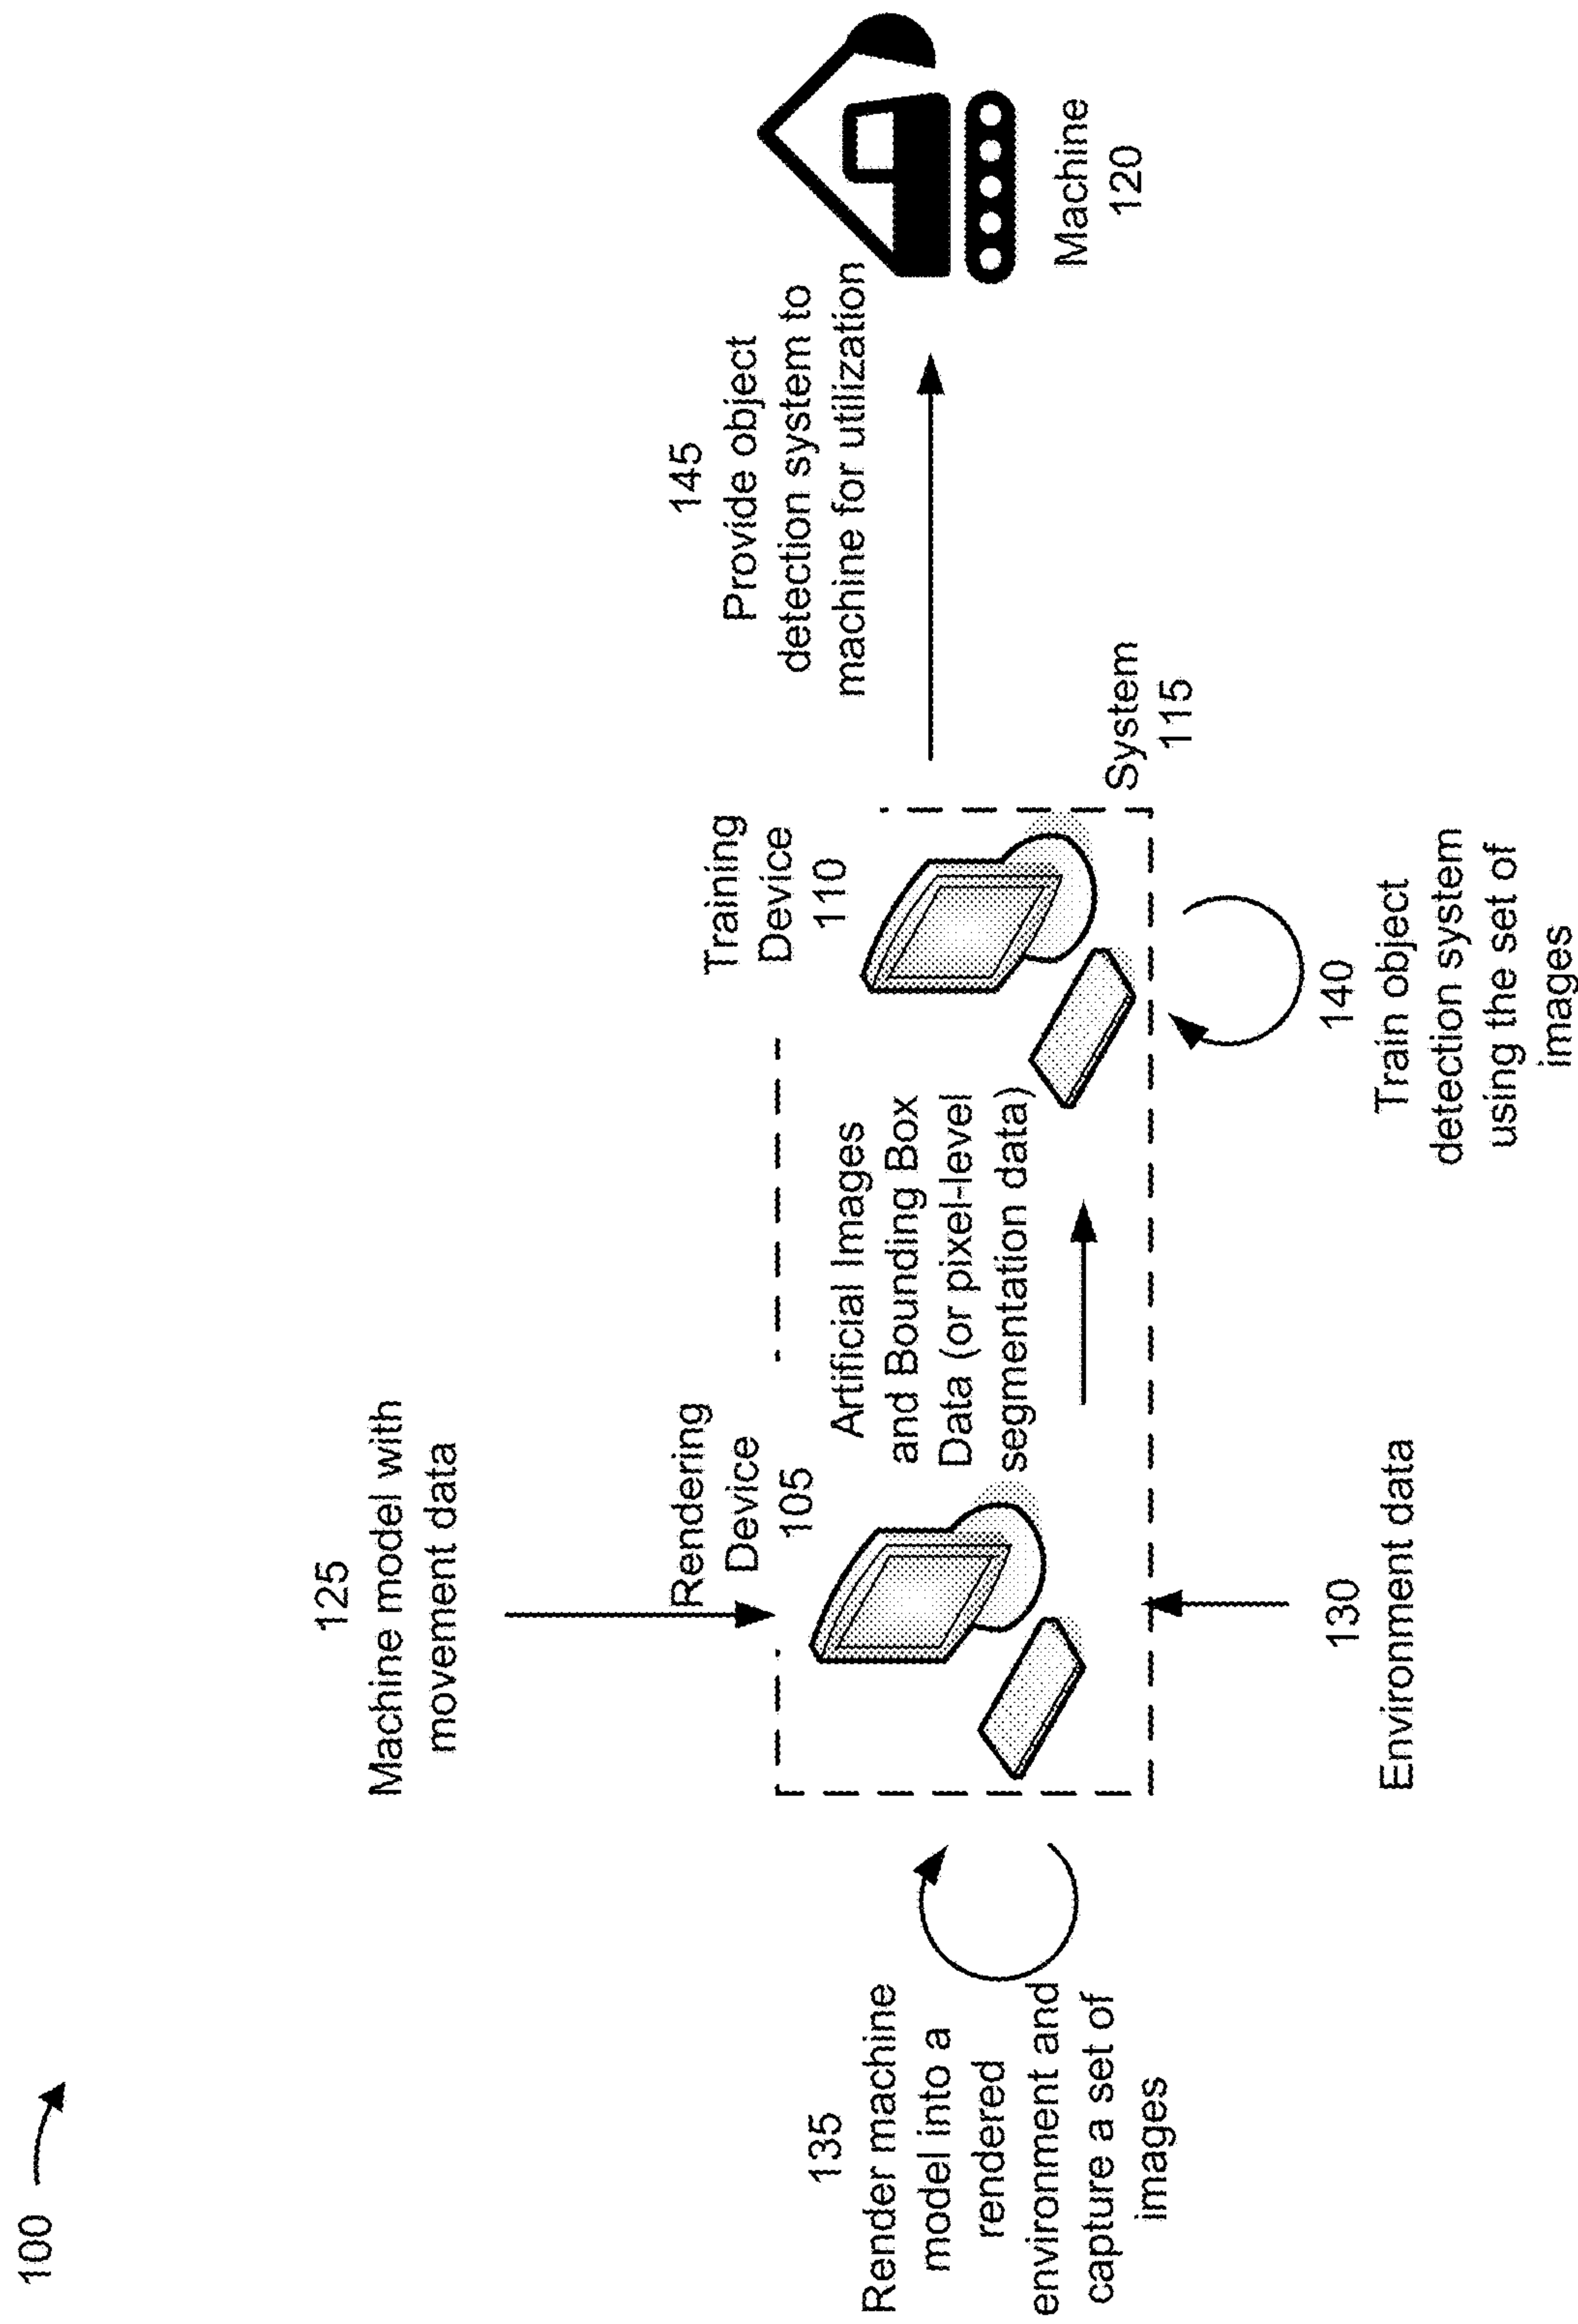 100
125
Machine model with
movement data
Rendering
Device
105
Training
Device
110
145
Provide object
detection system to
machine for utilization
135
Render machine
model into a
rendered
environment and
capture a set of
images
Artificial Images
and Bounding Box
Data (or pixel-level
segmentation data)
System
115
Machine
120
130
Environment data
140
Train object
detection system
using the set of
images